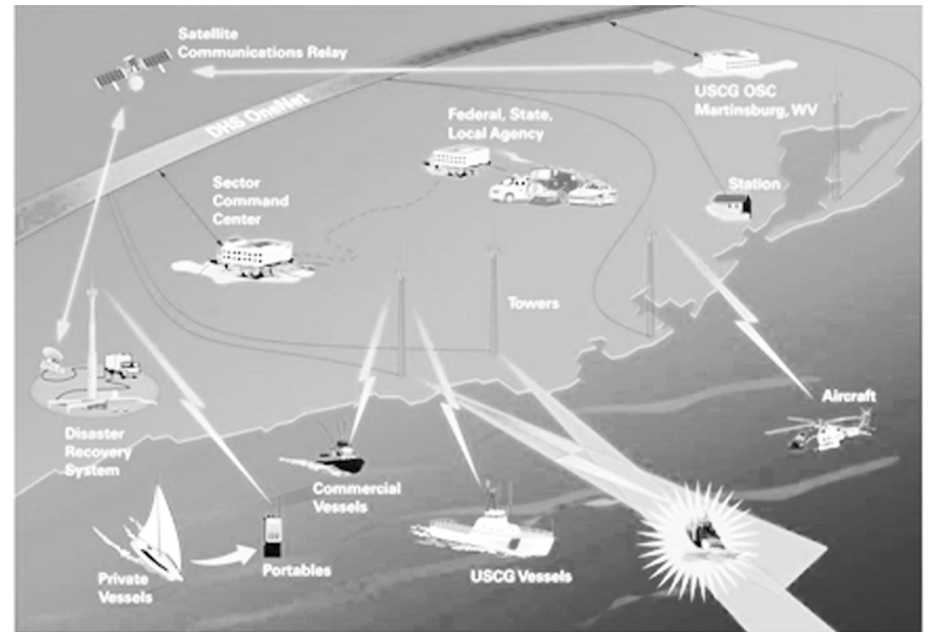 Satellite
Communications Relay
USCG OSC
Martinsburg, WV
DHS OneNet
Federal, State,
Local Agency
Sector
Command
Center
Station
Towers
Aircraft
Disaster
Recovery
System
Commercial
Vessels
Private
Vessels
Portables
USCG Vessels